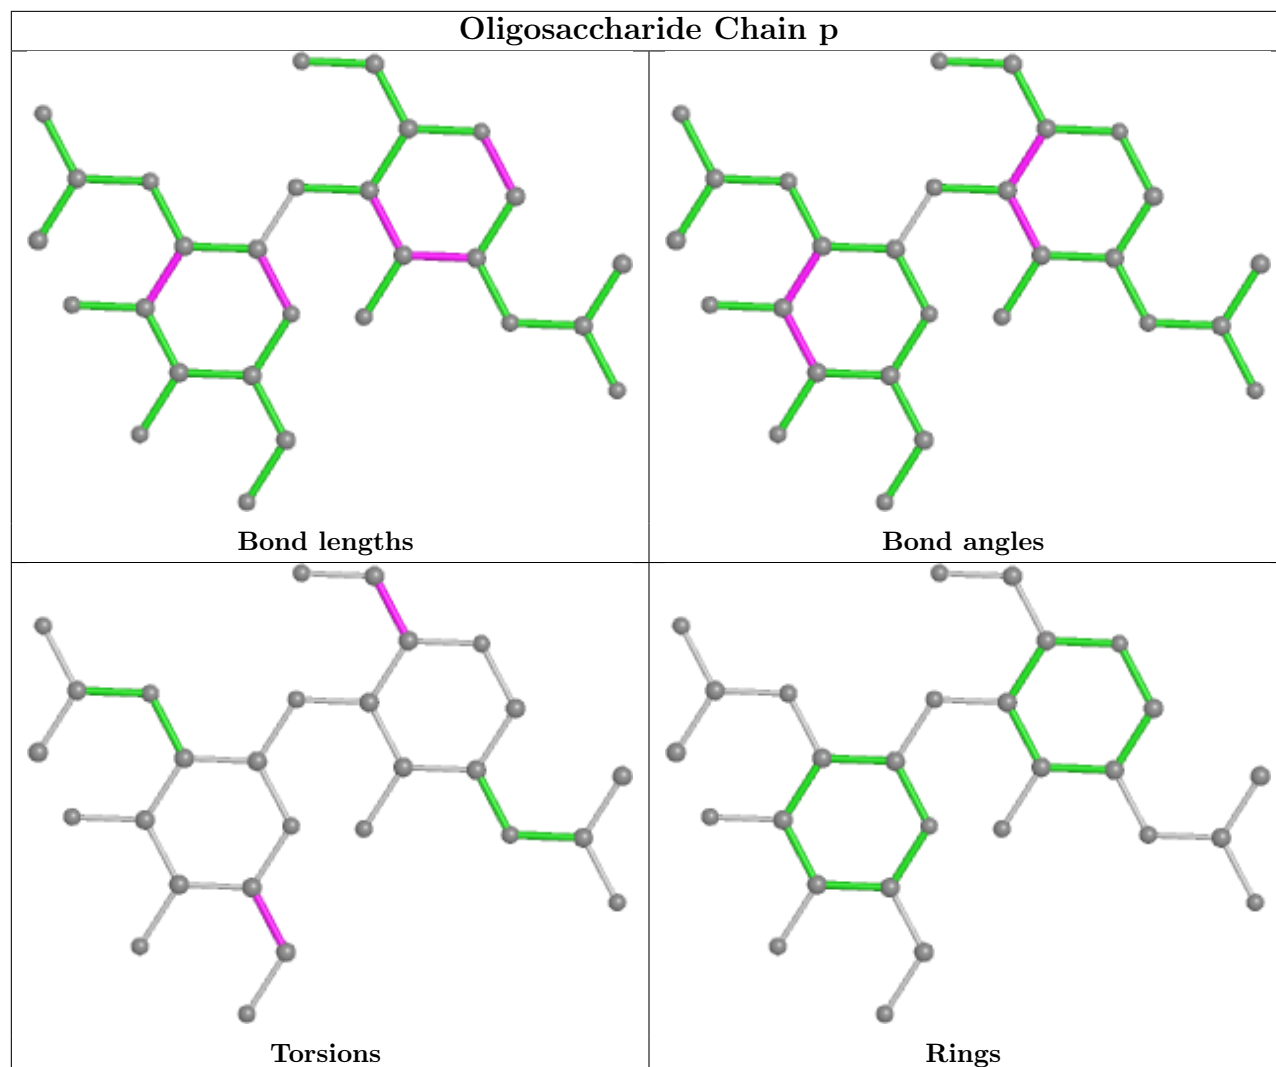 Oligosaccharide Chain p
Bond lengths
Bond angles
Torsions
Rings